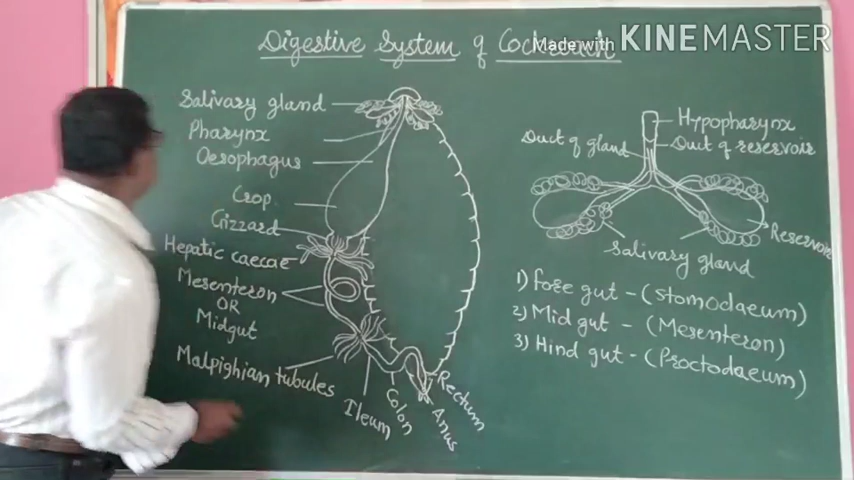 Digestive System of Cockroach
Made with KINEMASTER
Salivary gland
Pharynx
Oesophagus
Crop
Gizzard
Hepatic caecae
Mesenteron
OR
Midgut
Malpighian tubules
Ileum
Colon
Anus
Rectum
Hypopharynx
Duct of gland
Duct of reservoir
Reservoir
Salivary gland
1) Fore gut - (Stomodaeum)
2) Mid gut - (Mesenteron)
3) Hind gut - (Proctodaeum)